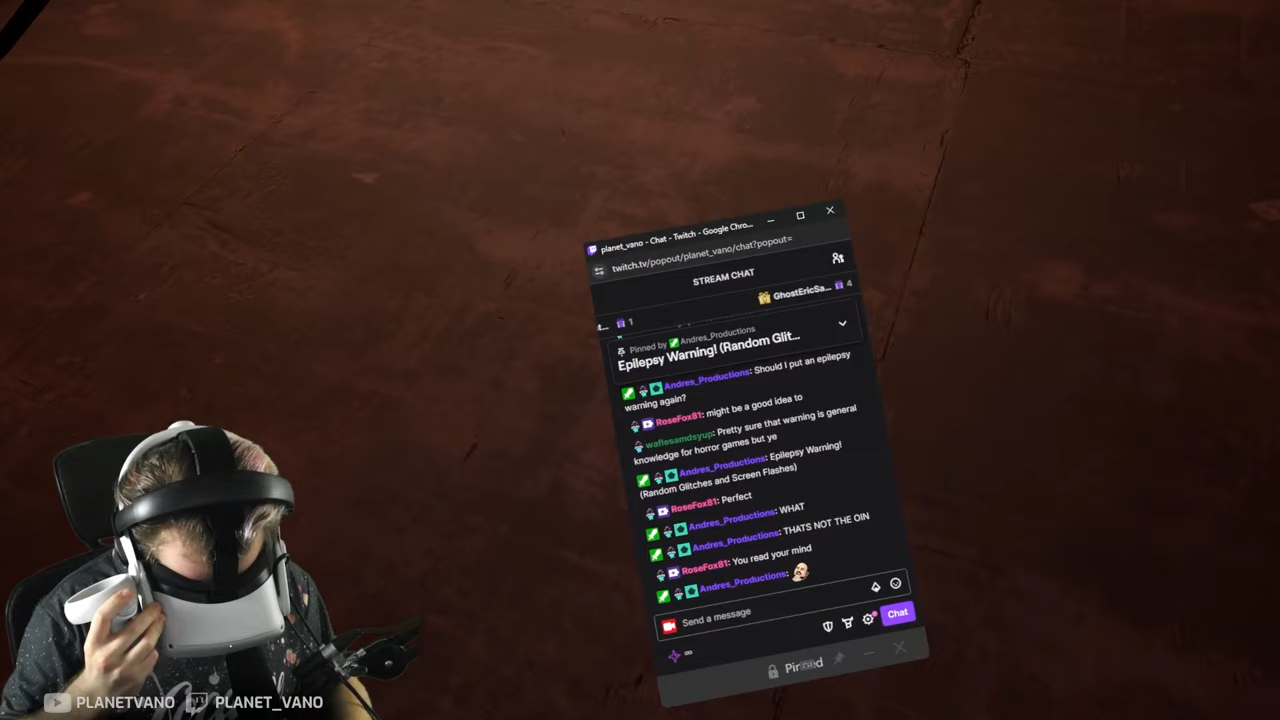 planet_vano - Chat - Twitch - Google Chro...
twitch.tv/popout/planet_vano/chat?popout=
STREAM CHAT
GhostEricSa... 4
t... 1
Pinned by Andres_Productions
Epilepsy Warning! (Random Glit...
Andres_Productions: Should I put an epilepsy
warning again?
RoseFox81: might be a good idea to
waflesamdsyup: Pretty sure that warning is general
knowledge for horror games but ye
Andres_Productions: Epilepsy Warning!
(Random Glitches and Screen Flashes)
RoseFox81: Perfect
Andres_Productions: WHAT
Andres_Productions: THATS NOT THE OIN
RoseFox81: You read your mind
Andres_Productions:
Send a message
Chat
∞
PLANETVANO PLANET_VANO